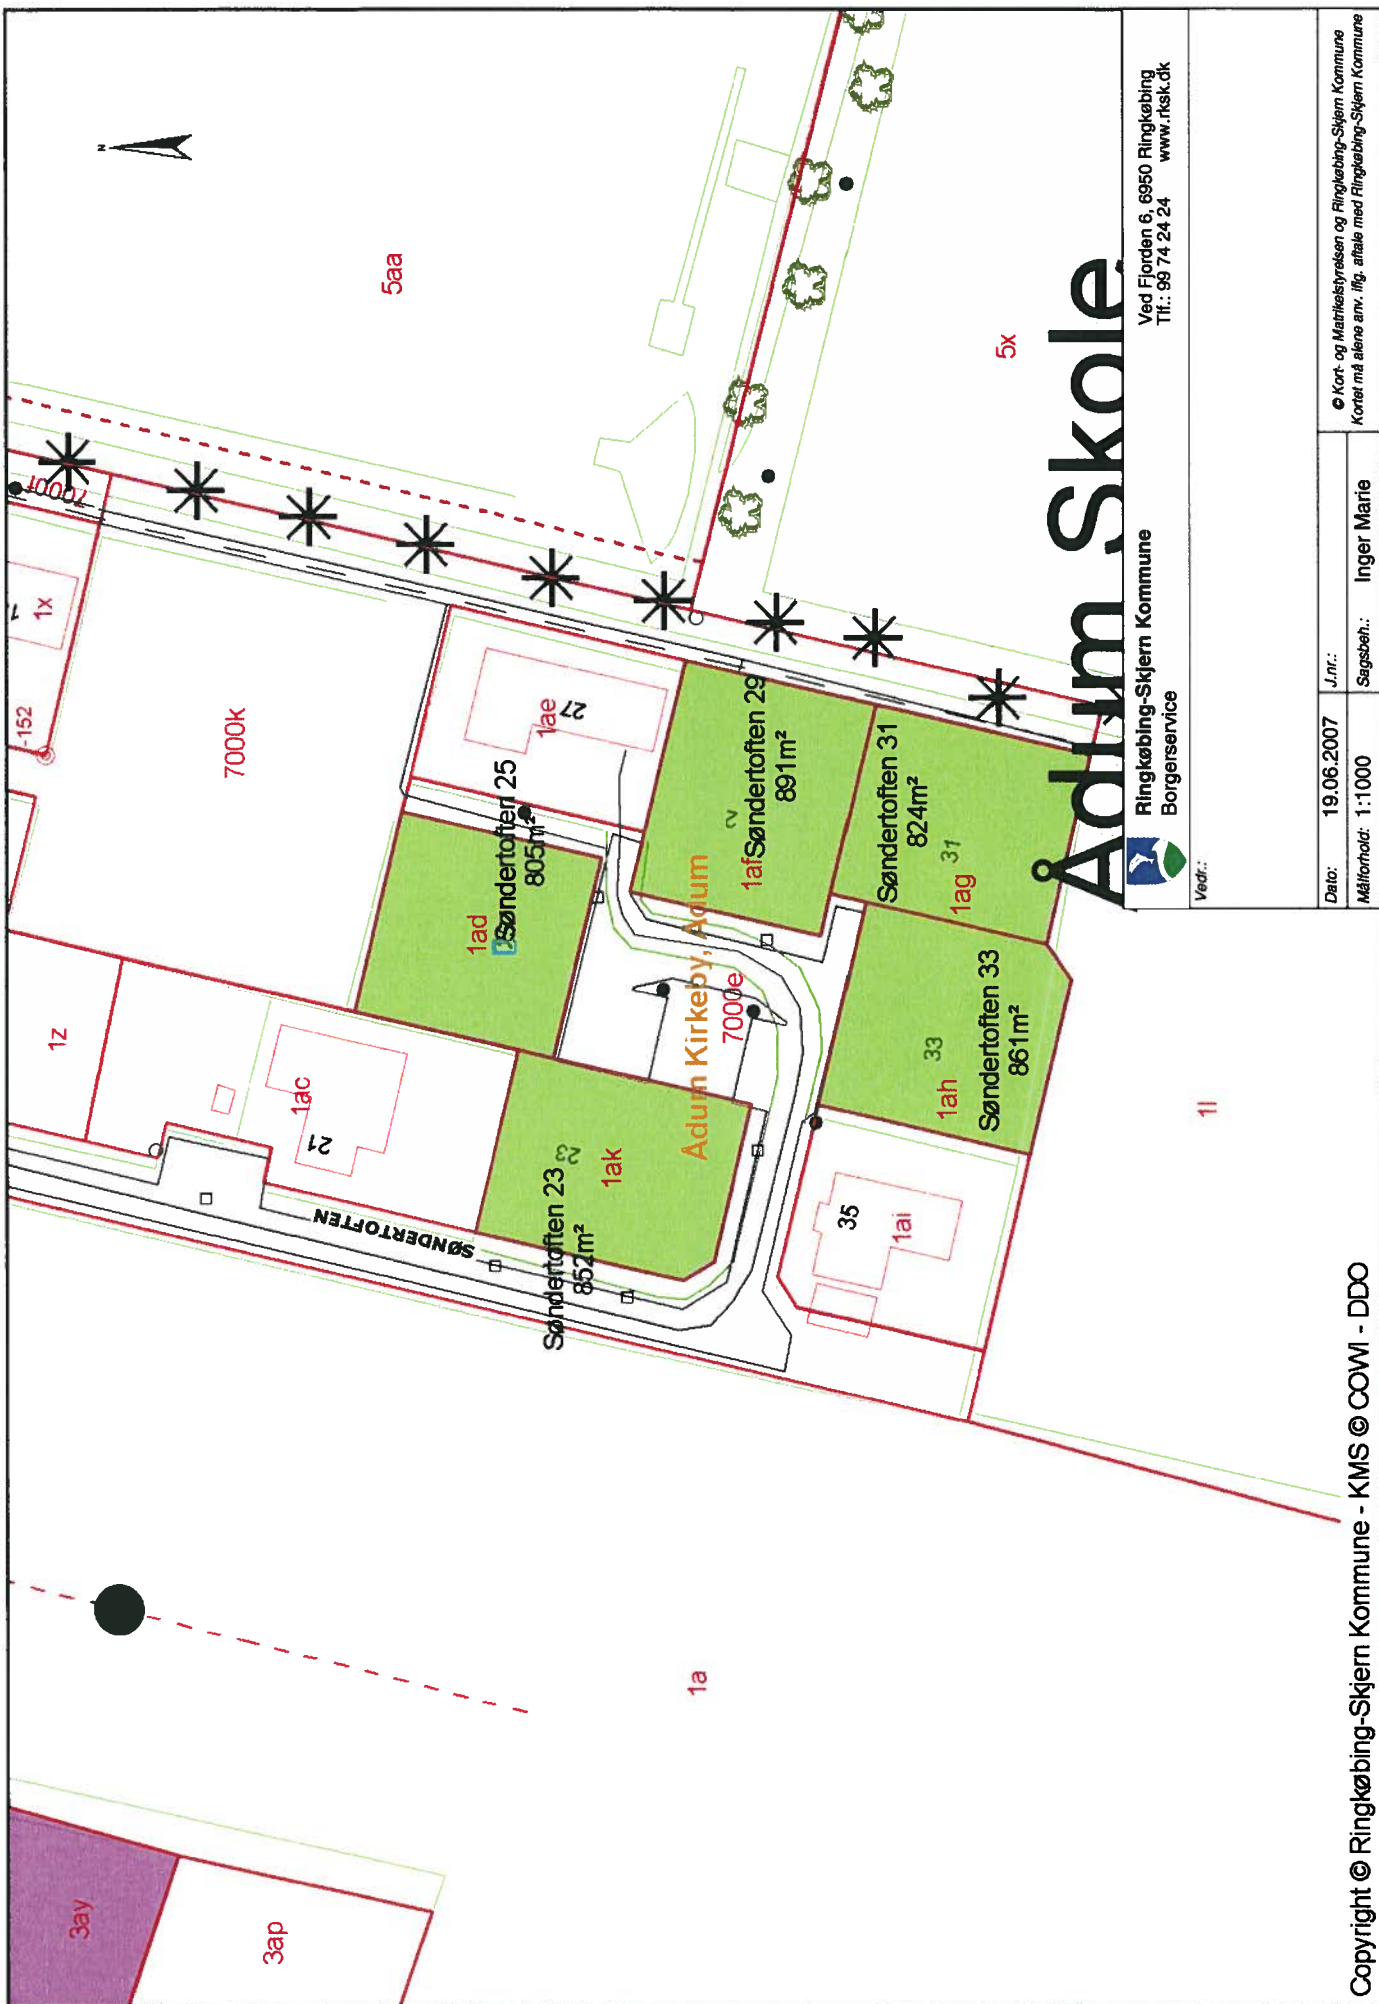 3ay
3ap
1a
1z
1ac
21
SØNDERTOFTEN
-152
1x
7000f
7000k
5aa
N
1ad
Søndertoften 25
805m²
1ae
27
Søndertoften 23
852m²
23
1ak
Adum Kirkeby, Adum
7000e
1af
Søndertoften 29
891m²
Søndertoften 31
824m²
31
1ag
33
1ah
Søndertoften 33
861m²
35
1ai
1l
5x
Ådum Skole
Ringkøbing-Skjern Kommune
Borgerservice
Ved Fjorden 6, 6950 Ringkøbing
Tlf.: 99 74 24 24 www.rksk.dk
Vedr.:
Dato: 19.06.2007
J.nr.:
© Kort- og Matrikelstyrelsen og Ringkøbing-Skjern Kommune
Målforhold: 1:1000
Sagsbeh.: Inger Marie
Kortet må alene anv. iflg. aftale med Ringkøbing-Skjern Kommune
Copyright © Ringkøbing-Skjern Kommune - KMS © COWI - DDO